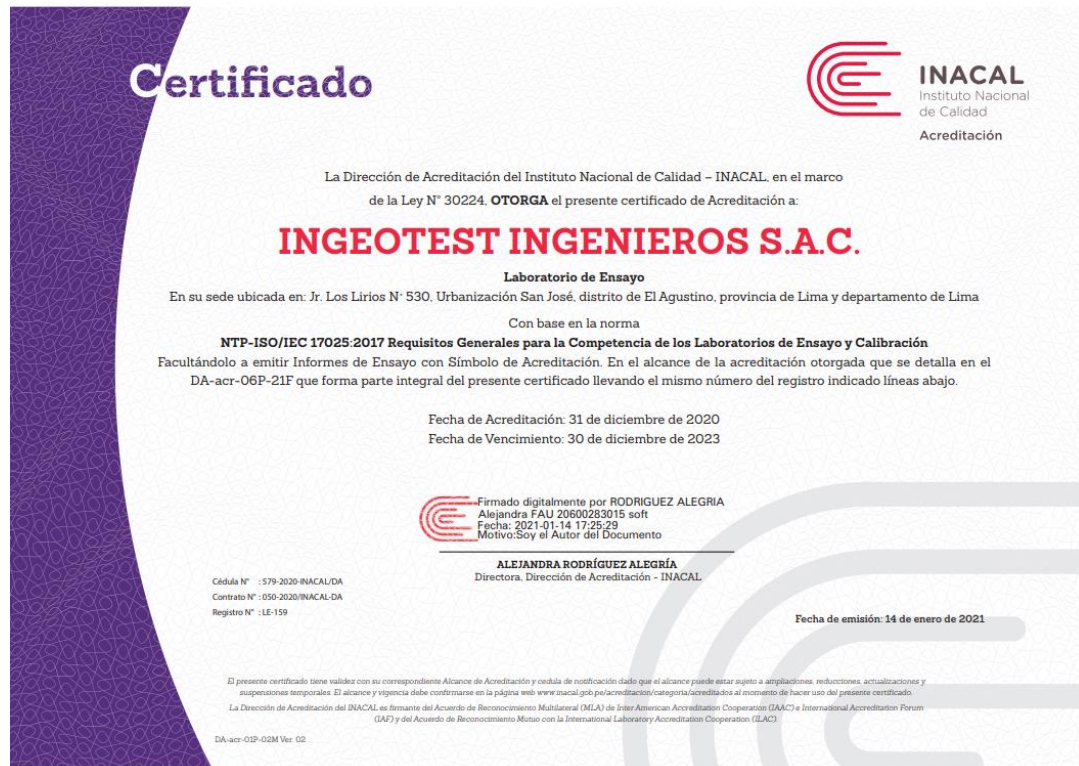 Certificado
INACAL
Instituto Nacional
de Calidad
Acreditación
La Dirección de Acreditación del Instituto Nacional de Calidad – INACAL, en el marco
de la Ley N° 30224, OTORGA el presente certificado de Acreditación a:
INGEOTEST INGENIEROS S.A.C.
Laboratorio de Ensayo
En su sede ubicada en: Jr. Los Lirios N° 530, Urbanización San José, distrito de El Agustino, provincia de Lima y departamento de Lima
Con base en la norma
NTP-ISO/IEC 17025:2017 Requisitos Generales para la Competencia de los Laboratorios de Ensayo y Calibración
Facultándolo a emitir Informes de Ensayo con Símbolo de Acreditación. En el alcance de la acreditación otorgada que se detalla en el
DA-acr-06P-21F que forma parte integral del presente certificado llevando el mismo número del registro indicado líneas abajo.
Fecha de Acreditación: 31 de diciembre de 2020
Fecha de Vencimiento: 30 de diciembre de 2023
Firmado digitalmente por RODRIGUEZ ALEGRIA
Alejandra FAU 20600283015 soft
Fecha: 2021-01-14 17:25:29
Motivo:Soy el Autor del Documento
ALEJANDRA RODRÍGUEZ ALEGRÍA
Directora, Dirección de Acreditación - INACAL
Cédula N° : 579-2020-INACAL/DA
Contrato N° : 050-2020/INACAL-DA
Registro N° : LE-159
Fecha de emisión: 14 de enero de 2021
El presente certificado tiene validez con su correspondiente Alcance de Acreditación y cedula de notificación dado que el alcance puede estar sujeto a ampliaciones, reducciones, actualizaciones y
suspensiones temporales. El alcance y vigencia debe confirmarse en la página web www.inacal.gob.pe/acreditacion/categoria/acreditados al momento de hacer uso del presente certificado.
La Dirección de Acreditación del INACAL es firmante del Acuerdo de Reconocimiento Multilateral (MLA) de Inter American Accreditation Cooperation (IAAC) e International Accreditation Forum
(IAF) y del Acuerdo de Reconocimiento Mutuo con la International Laboratory Accreditation Cooperation (ILAC).
DA-acr-01P-02M Ver. 02